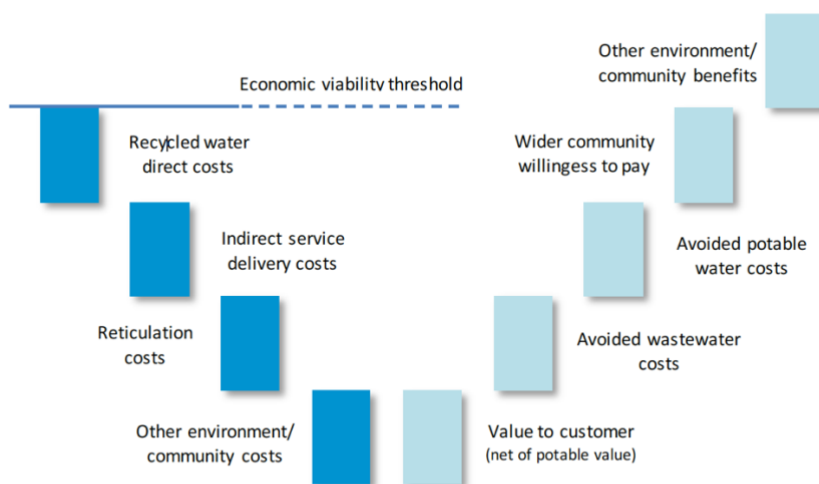 Other environment/
community benefits
Economic viability threshold
Recycled water
direct costs
Wider community
willingess to pay
Indirect service
delivery costs
Avoided potable
water costs
Reticulation
costs
Avoided wastewater
costs
Other environment/
community costs
Value to customer
(net of potable value)